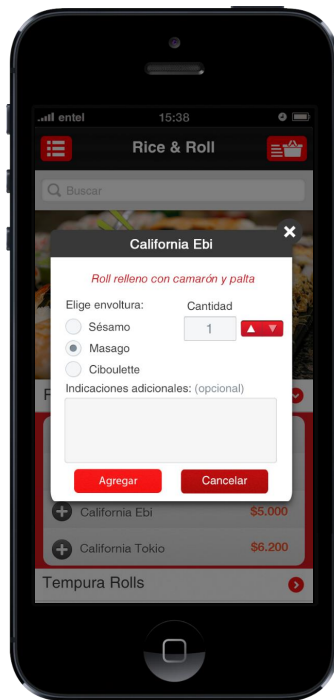 entel 15:38
Rice & Roll
Buscar
California Ebi
Roll relleno con camarón y palta
Elige envoltura: Cantidad
Sésamo 1
Masago
Ciboulette
Indicaciones adicionales: (opcional)
Agregar Cancelar
California Ebi $5.000
California Tokio $6.200
Tempura Rolls